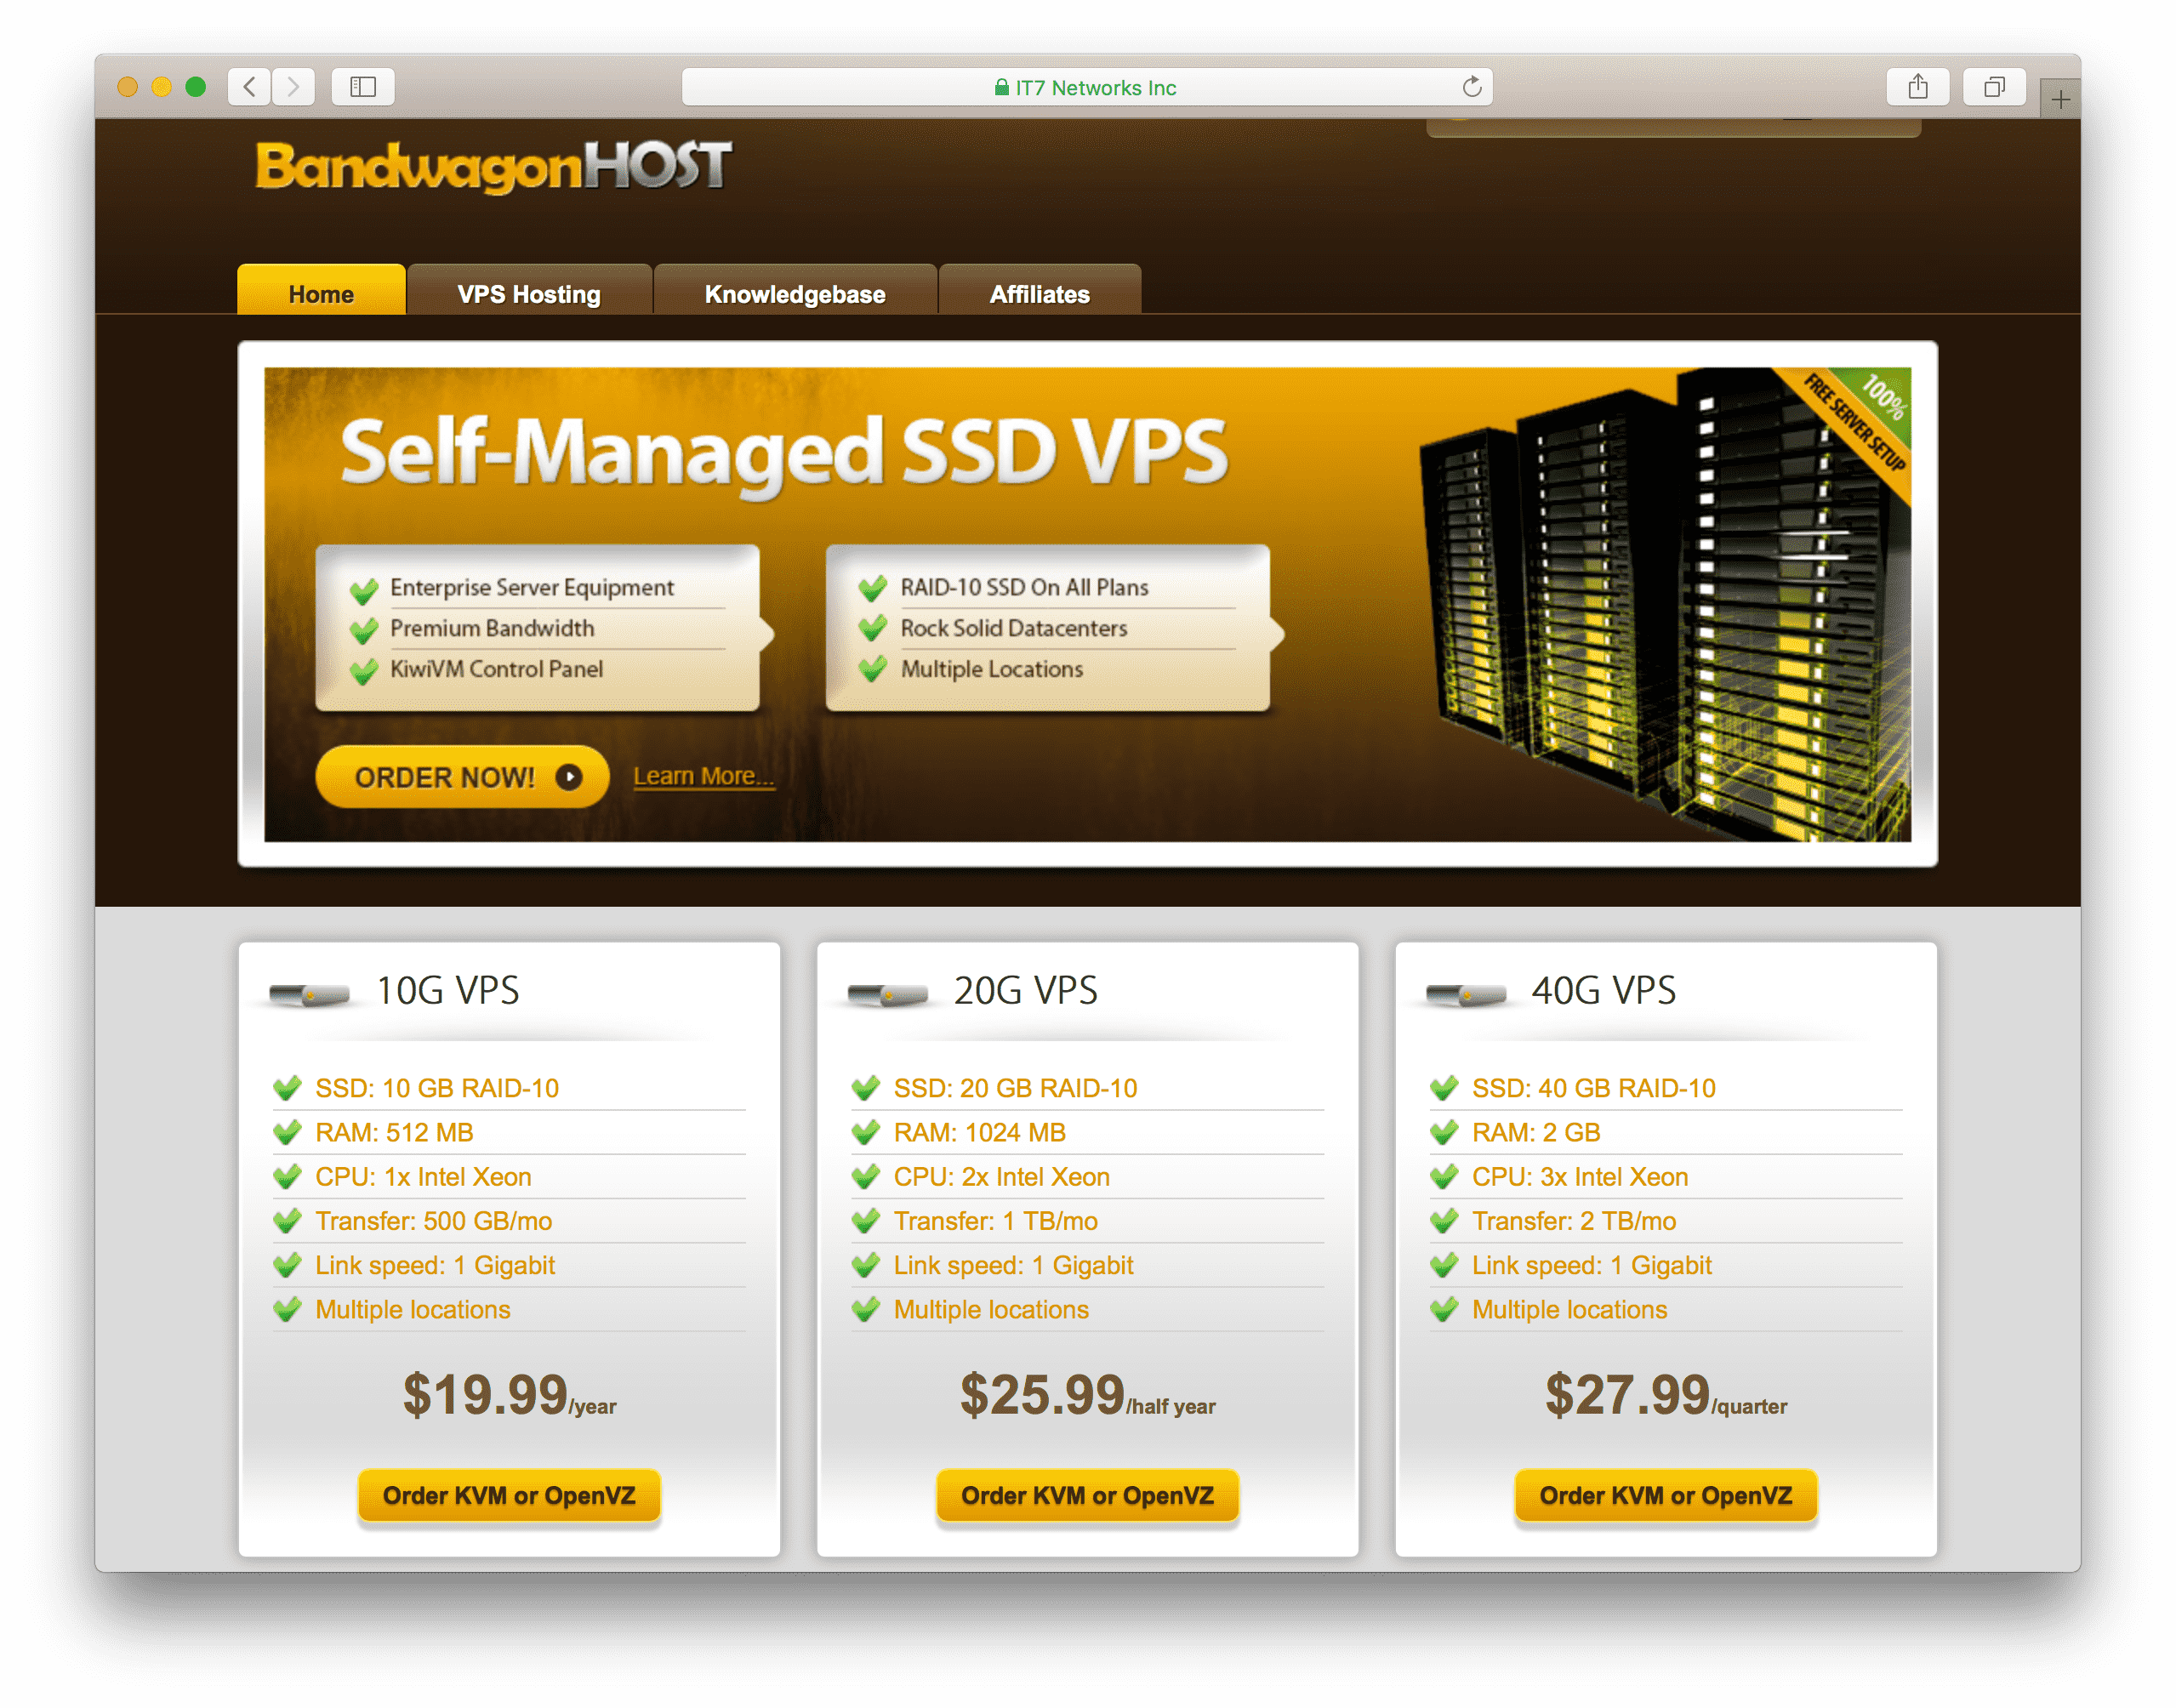 IT7 Networks Inc
BandwagonHOST
Home
VPS Hosting
Knowledgebase
Affiliates
Self-Managed SSD VPS
100%
FREE SERVER SETUP
Enterprise Server Equipment
Premium Bandwidth
KiwiVM Control Panel
RAID-10 SSD On All Plans
Rock Solid Datacenters
Multiple Locations
ORDER NOW!
Learn More...
10G VPS
SSD: 10 GB RAID-10
RAM: 512 MB
CPU: 1x Intel Xeon
Transfer: 500 GB/mo
Link speed: 1 Gigabit
Multiple locations
$19.99/year
Order KVM or OpenVZ
20G VPS
SSD: 20 GB RAID-10
RAM: 1024 MB
CPU: 2x Intel Xeon
Transfer: 1 TB/mo
Link speed: 1 Gigabit
Multiple locations
$25.99/half year
Order KVM or OpenVZ
40G VPS
SSD: 40 GB RAID-10
RAM: 2 GB
CPU: 3x Intel Xeon
Transfer: 2 TB/mo
Link speed: 1 Gigabit
Multiple locations
$27.99/quarter
Order KVM or OpenVZ